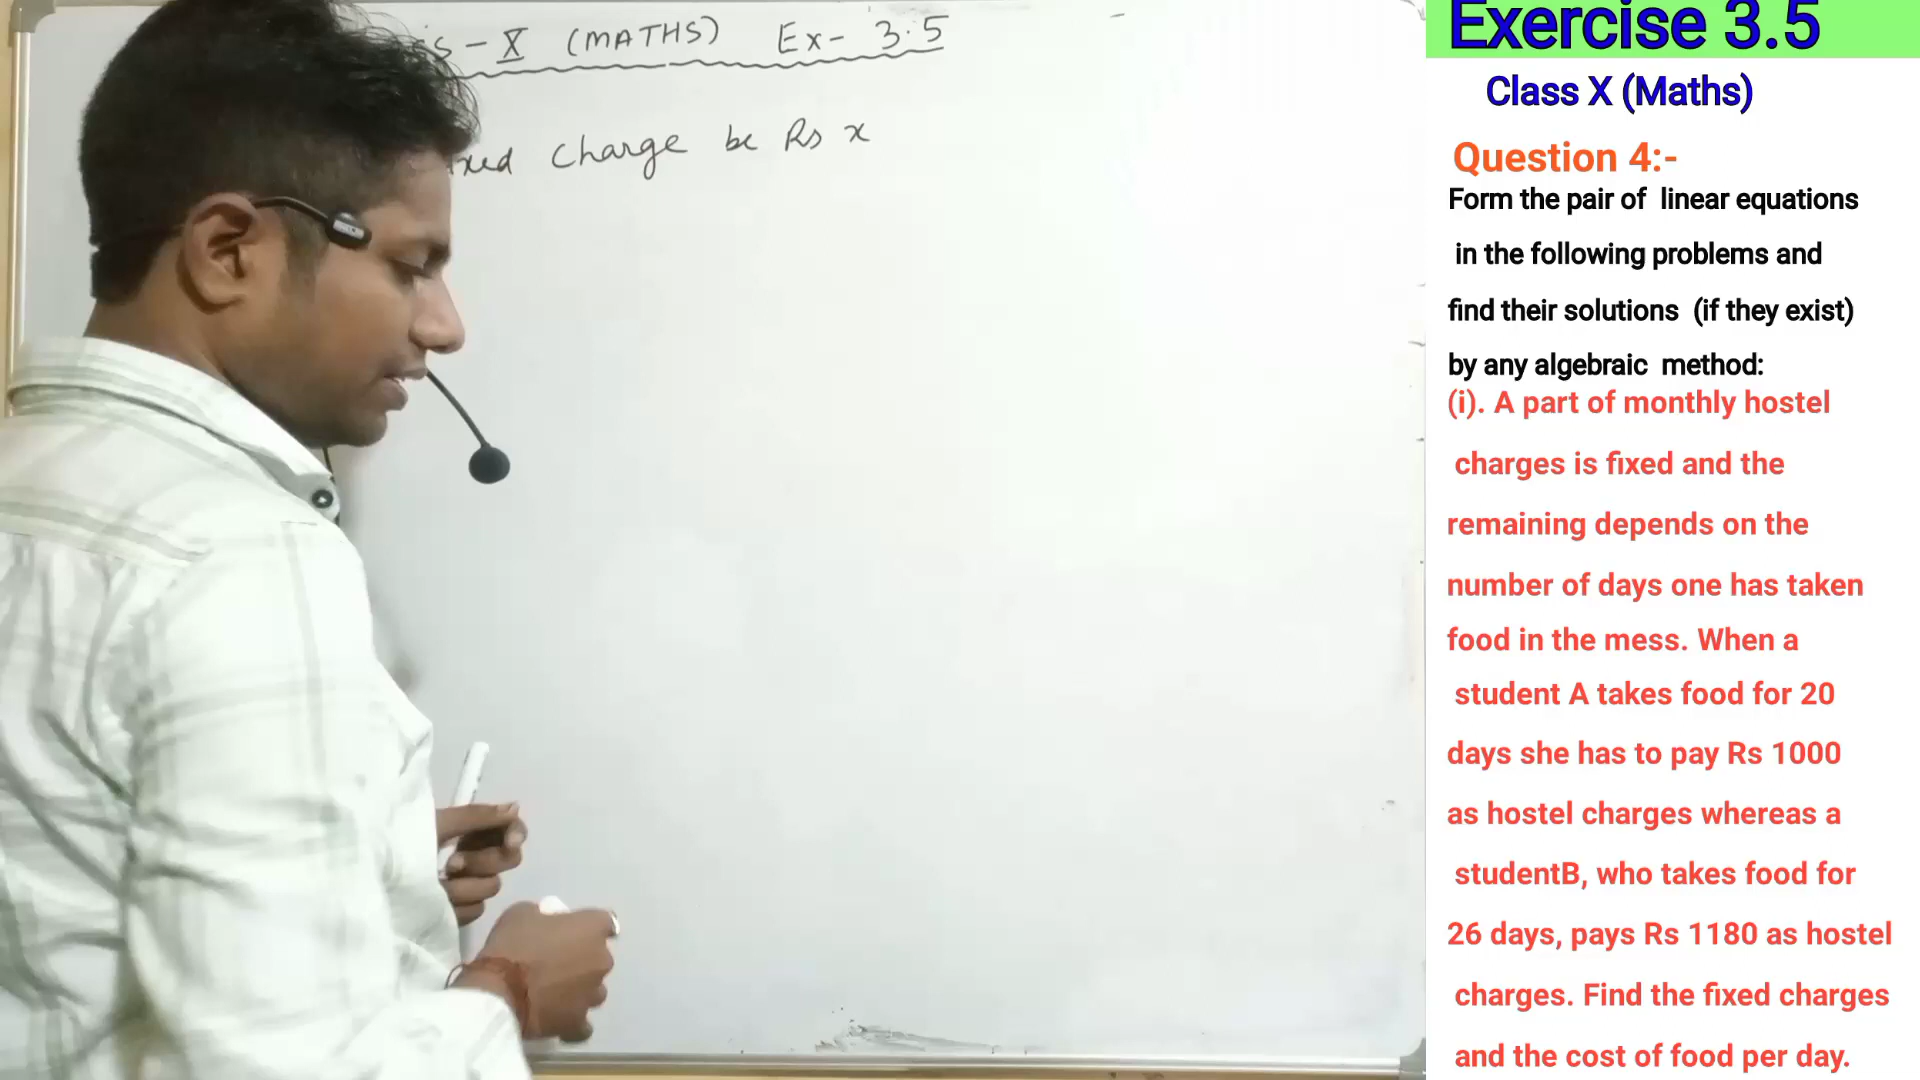 – X (MATHS) Ex- 3.5
charge be Rs x
Exercise 3.5
Class X (Maths)
Question 4:-
Form the pair of linear equations
in the following problems and
find their solutions (if they exist)
by any algebraic method:
(i). A part of monthly hostel
charges is fixed and the
remaining depends on the
number of days one has taken
food in the mess. When a
student A takes food for 20
days she has to pay Rs 1000
as hostel charges whereas a
studentB, who takes food for
26 days, pays Rs 1180 as hostel
charges. Find the fixed charges
and the cost of food per day.